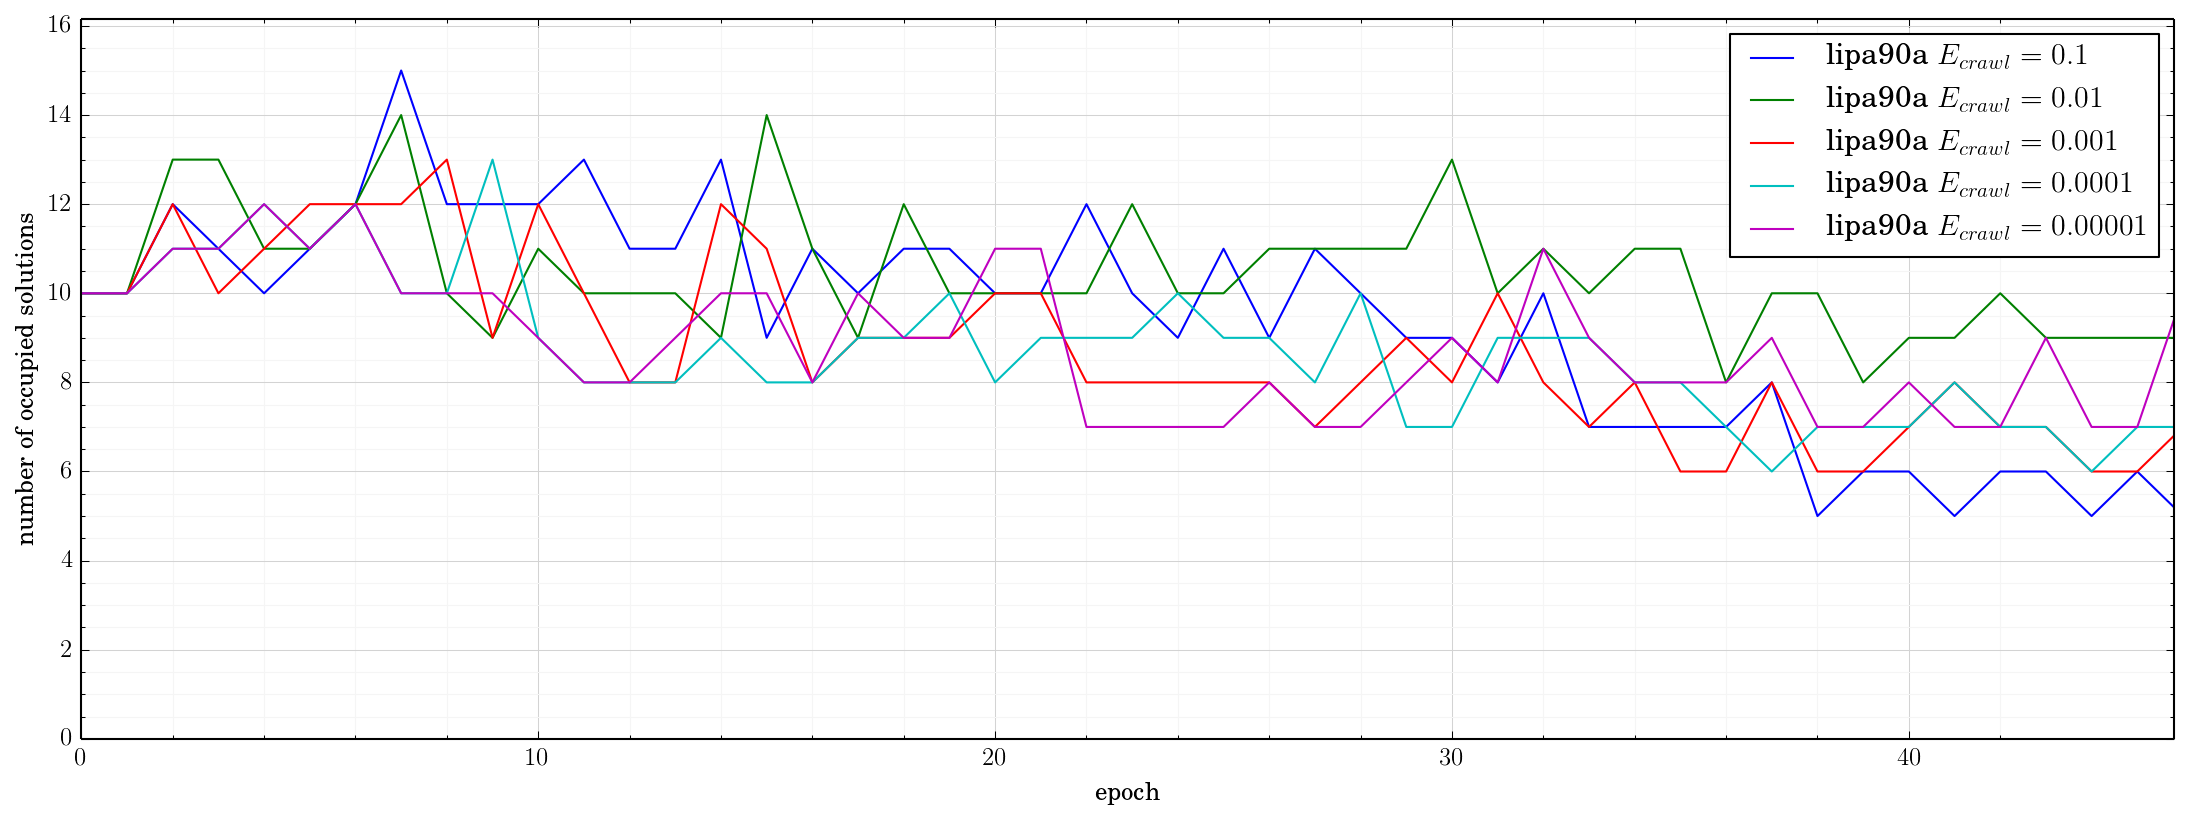 16
14
12
10
8
6
4
2
0
number of occupied solutions
0 10 20 30 40
epoch
lipa90a E_crawl = 0.1
lipa90a E_crawl = 0.01
lipa90a E_crawl = 0.001
lipa90a E_crawl = 0.0001
lipa90a E_crawl = 0.00001